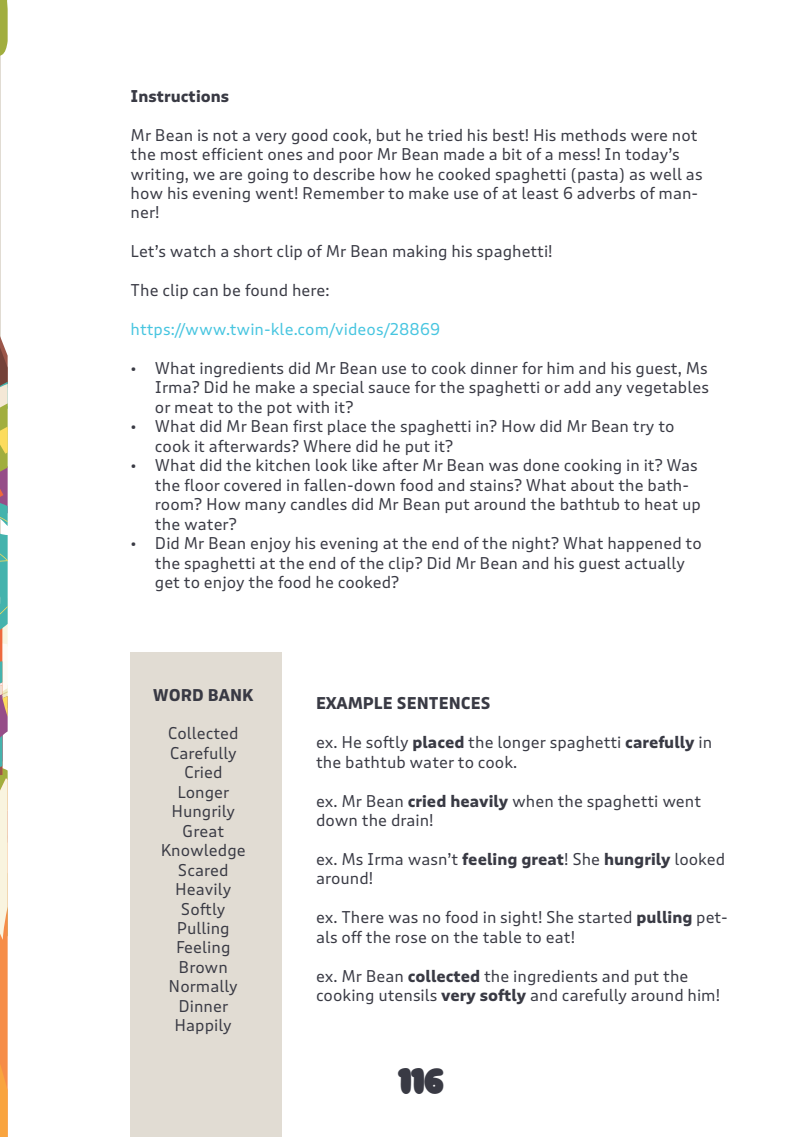 Instructions
Mr Bean is not a very good cook, but he tried his best! His methods were not
the most efficient ones and poor Mr Bean made a bit of a mess! In today's
writing, we are going to describe how he cooked spaghetti (pasta) as well as
how his evening went! Remember to make use of at least 6 adverbs of man-
ner!
Let's watch a short clip of Mr Bean making his spaghetti!
The clip can be found here:
https://www.twin-kle.com/videos/28869
• What ingredients did Mr Bean use to cook dinner for him and his guest, Ms
Irma? Did he make a special sauce for the spaghetti or add any vegetables
or meat to the pot with it?
• What did Mr Bean first place the spaghetti in? How did Mr Bean try to
cook it afterwards? Where did he put it?
• What did the kitchen look like after Mr Bean was done cooking in it? Was
the floor covered in fallen-down food and stains? What about the bath-
room? How many candles did Mr Bean put around the bathtub to heat up
the water?
• Did Mr Bean enjoy his evening at the end of the night? What happened to
the spaghetti at the end of the clip? Did Mr Bean and his guest actually
get to enjoy the food he cooked?
WORD BANK
Collected
Carefully
Cried
Longer
Hungrily
Great
Knowledge
Scared
Heavily
Softly
Pulling
Feeling
Brown
Normally
Dinner
Happily
EXAMPLE SENTENCES
ex. He softly placed the longer spaghetti carefully in
the bathtub water to cook.
ex. Mr Bean cried heavily when the spaghetti went
down the drain!
ex. Ms Irma wasn't feeling great! She hungrily looked
around!
ex. There was no food in sight! She started pulling pet-
als off the rose on the table to eat!
ex. Mr Bean collected the ingredients and put the
cooking utensils very softly and carefully around him!
116